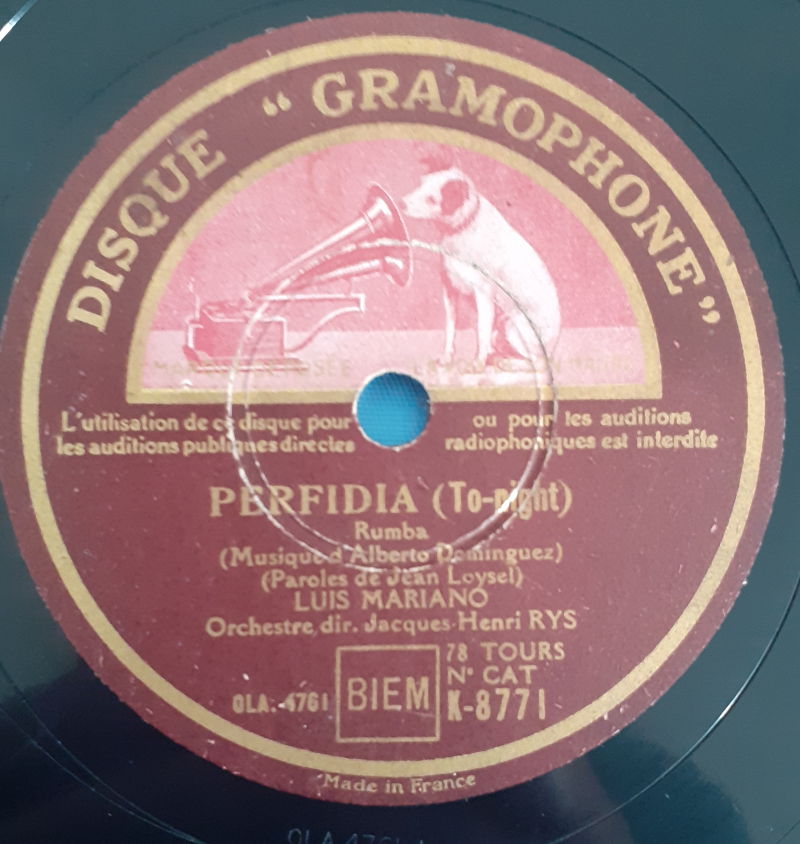 DISQUE “GRAMOPHONE”
L'utilisation de ce disque pour ou pour les auditions
les auditions publiques directes radiophoniques est interdite
PERFIDIA (To-night)
Rumba
(Musique d'Alberto Dominguez)
(Paroles de Jean Loysel)
LUIS MARIANO
Orchestre, dir. Jacques-Henri RYS
78 TOURS
N° CAT
OLA.-4761 BIEM K-8771
Made in France